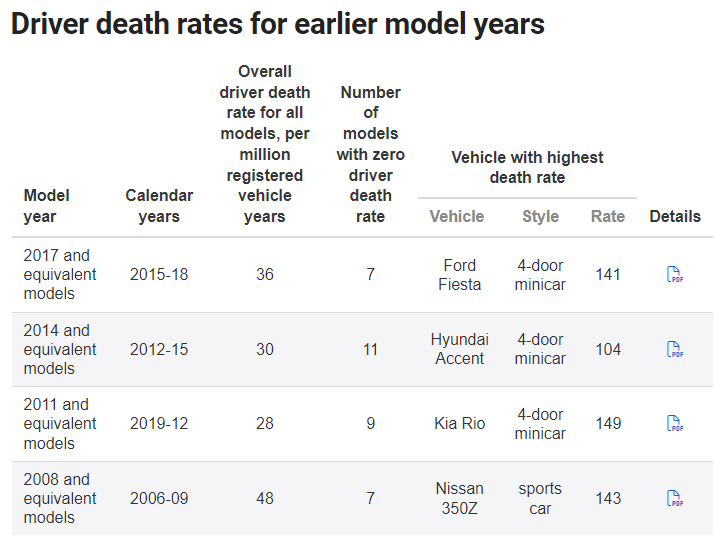 Driver death rates for earlier model years
Overall
driver death
rate for all
models, per
million
registered
vehicle
years
Number
of
models
with zero
driver
death
rate
Vehicle with highest
death rate
Model
year
Calendar
years
Vehicle Style Rate Details
2017 and
equivalent
models
2015-18 36 7
Ford
Fiesta
4-door
minicar
141
PDF
2014 and
equivalent
models
2012-15 30 11
Hyundai
Accent
4-door
minicar
104
PDF
2011 and
equivalent
models
2019-12 28 9 Kia Rio
4-door
minicar
149
PDF
2008 and
equivalent
models
2006-09 48 7
Nissan
350Z
sports
car
143
PDF